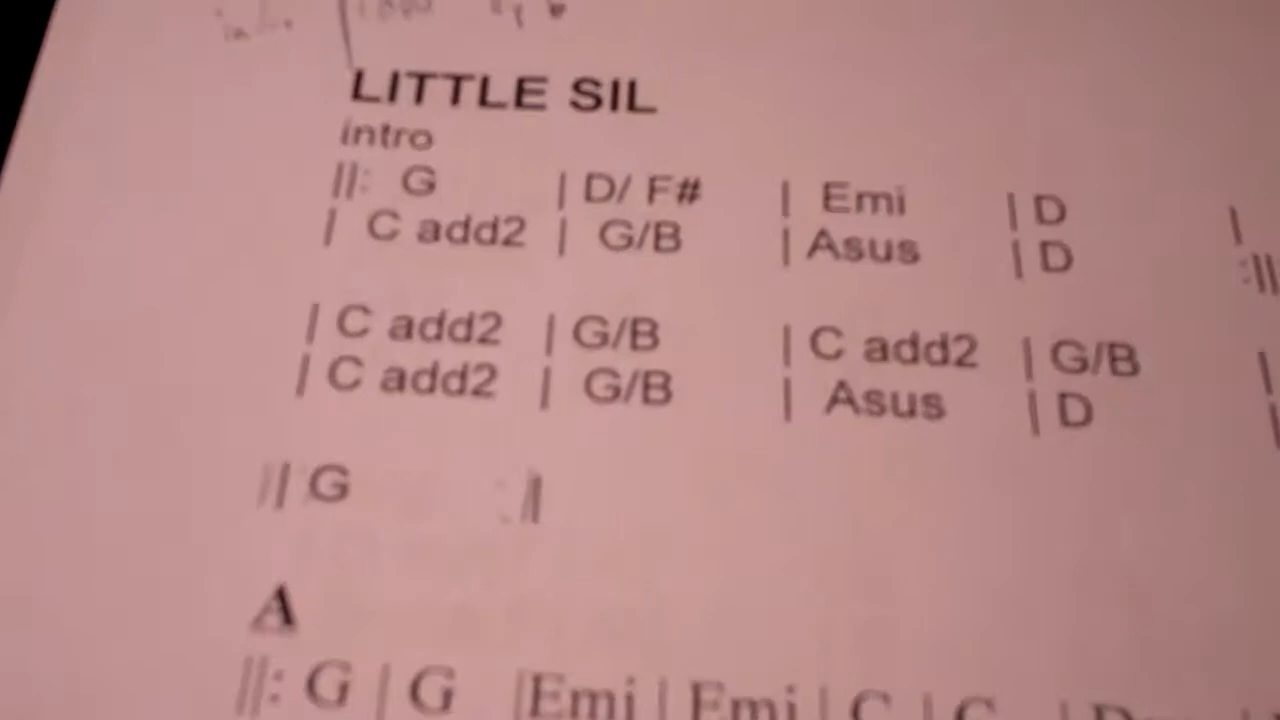 LITTLE SIL
intro
||: G | D/ F# | Emi | D |
| C add2 | G/B | Asus | D :||
| C add2 | G/B | C add2 | G/B |
| C add2 | G/B | Asus | D |
|| G :||
A
||: G | G |Emi | Emi | C | C | D